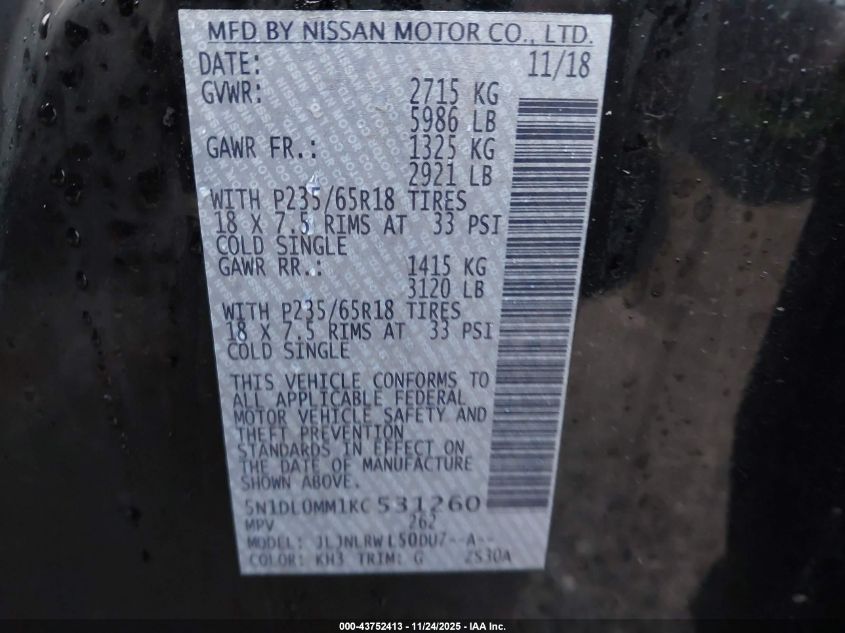 MFD BY NISSAN MOTOR CO., LTD.
DATE: 11/18
GVWR: 2715 KG
5986 LB
GAWR FR.: 1325 KG
2921 LB
WITH P235/65R18 TIRES
18 X 7.5 RIMS AT 33 PSI
COLD SINGLE
GAWR RR.: 1415 KG
3120 LB
WITH P235/65R18 TIRES
18 X 7.5 RIMS AT 33 PSI
COLD SINGLE
THIS VEHICLE CONFORMS TO
ALL APPLICABLE FEDERAL
MOTOR VEHICLE SAFETY AND
THEFT PREVENTION
STANDARDS IN EFFECT ON
THE DATE OF MANUFACTURE
SHOWN ABOVE.
5N1DL0MM1KC531260
MPV 262
MODEL:
COLOR: KH3 TRIM: G
000-43752413 - 11/24/2025 - IAA Inc.